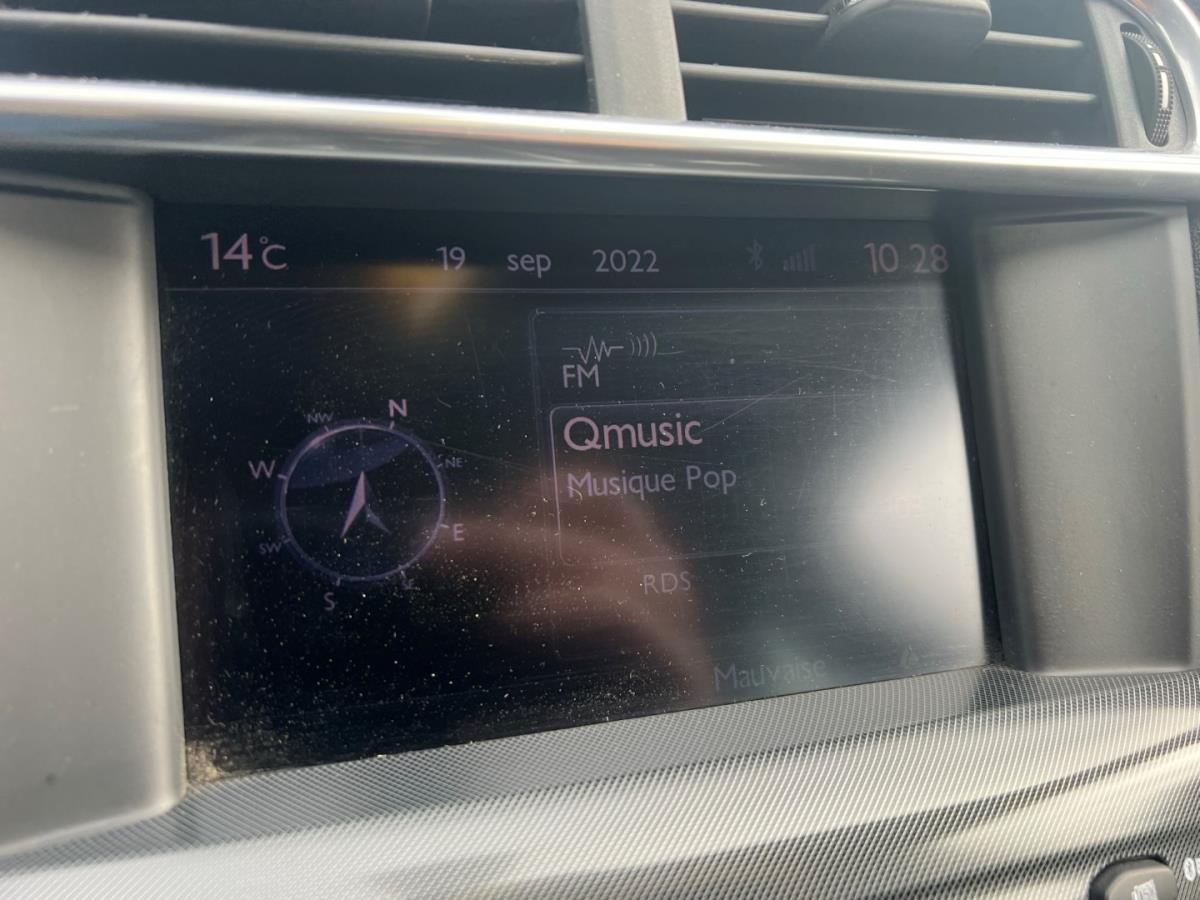 14°C 19 sep 2022 10 28
FM
Qmusic
Musique Pop
NW N
W NE
SW E
S
RDS
Mauvaise